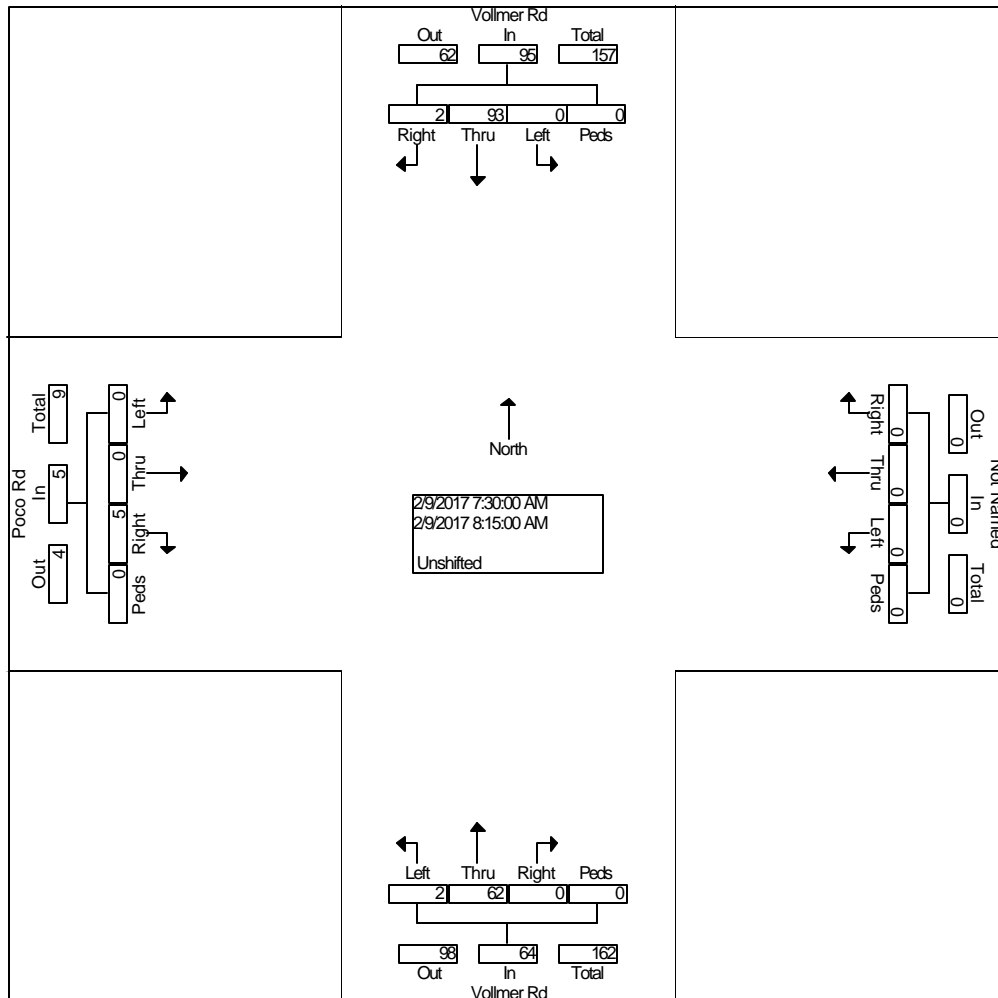 Vollmer Rd
Out In Total
62 95 157
2 93 0 0
Right Thru Left Peds
Poco Rd
Total In Out
9 5 4
0 0 5 0
Left Thru Right Peds
North
2/9/2017 7:30:00 AM
2/9/2017 8:15:00 AM
Unshifted
Right Thru Left Peds
0 0 0 0
Out In Total
0 0 0
Not Named
Left Thru Right Peds
2 62 0 0
98 64 162
Out In Total
Vollmer Rd